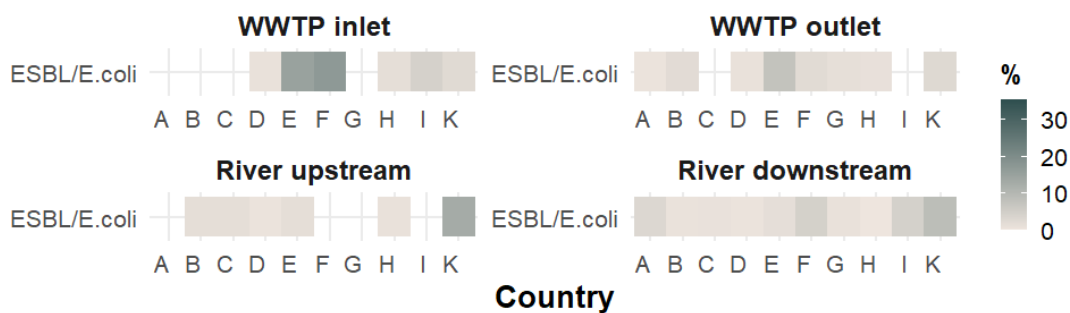 WWTP inlet
WWTP outlet
ESBL/E.coli
ESBL/E.coli
A B C D E F G H I K
A B C D E F G H I K
%
30
20
10
0
River upstream
River downstream
ESBL/E.coli
ESBL/E.coli
A B C D E F G H I K
A B C D E F G H I K
Country